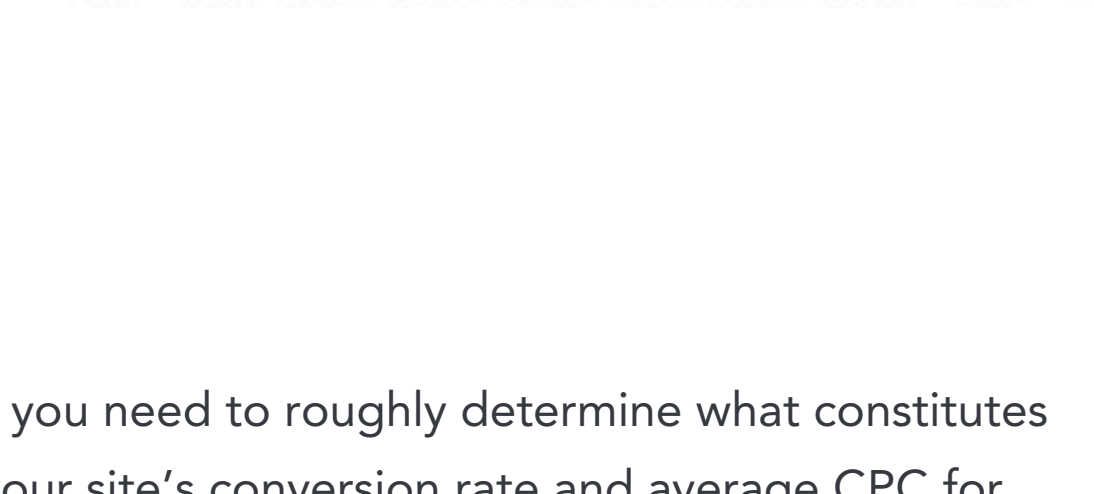 you need to roughly determine what constitutes
our site’s conversion rate and average CPC for